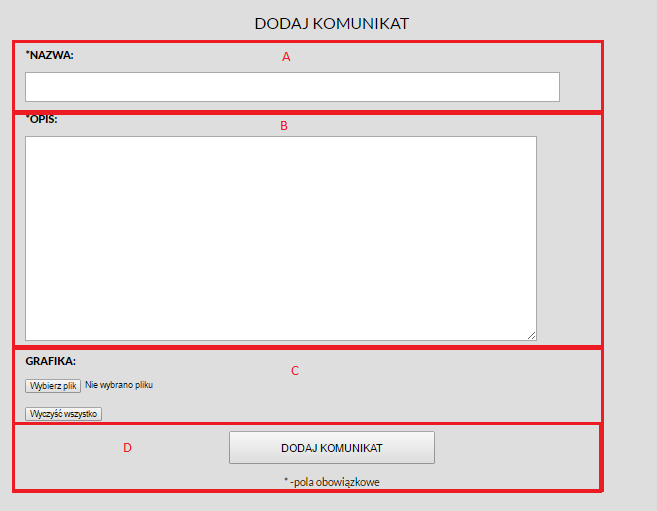 DODAJ KOMUNIKAT
*NAZWA:
A
*OPIS:
B
GRAFIKA:
C
Wybierz plik Nie wybrano pliku
Wyczyść wszystko
D
DODAJ KOMUNIKAT
* -pola obowiązkowe